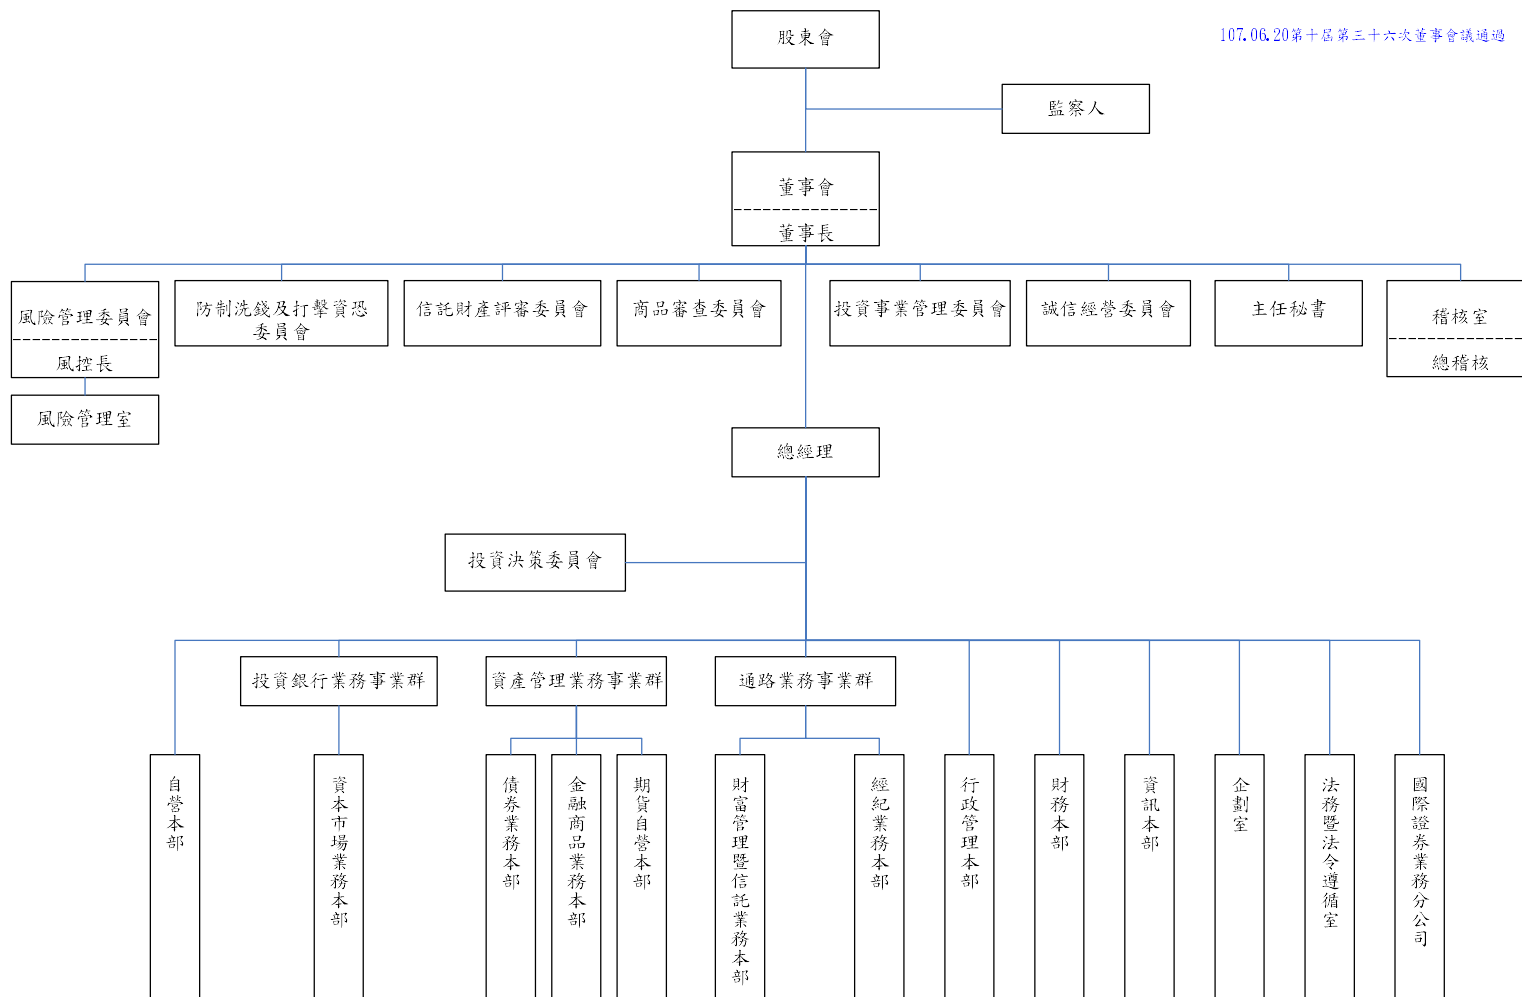 股東會
107.06.20第十屆第三十六次董事會議通過
監察人
董事會
董事長
風險管理委員會
風控長
風險管理室
防制洗錢及打擊資恐
委員會
信託財產評審委員會
商品審查委員會
投資事業管理委員會
誠信經營委員會
主任秘書
稽核室
總稽核
總經理
投資決策委員會
投資銀行業務事業群
資產管理業務事業群
通路業務事業群
自營本部
資本市場業務本部
債券業務本部
金融商品業務本部
期貨自營本部
財富管理暨信託業務本部
經紀業務本部
行政管理本部
財務本部
資訊本部
企劃室
法務暨法令遵循室
國際證券業務分公司